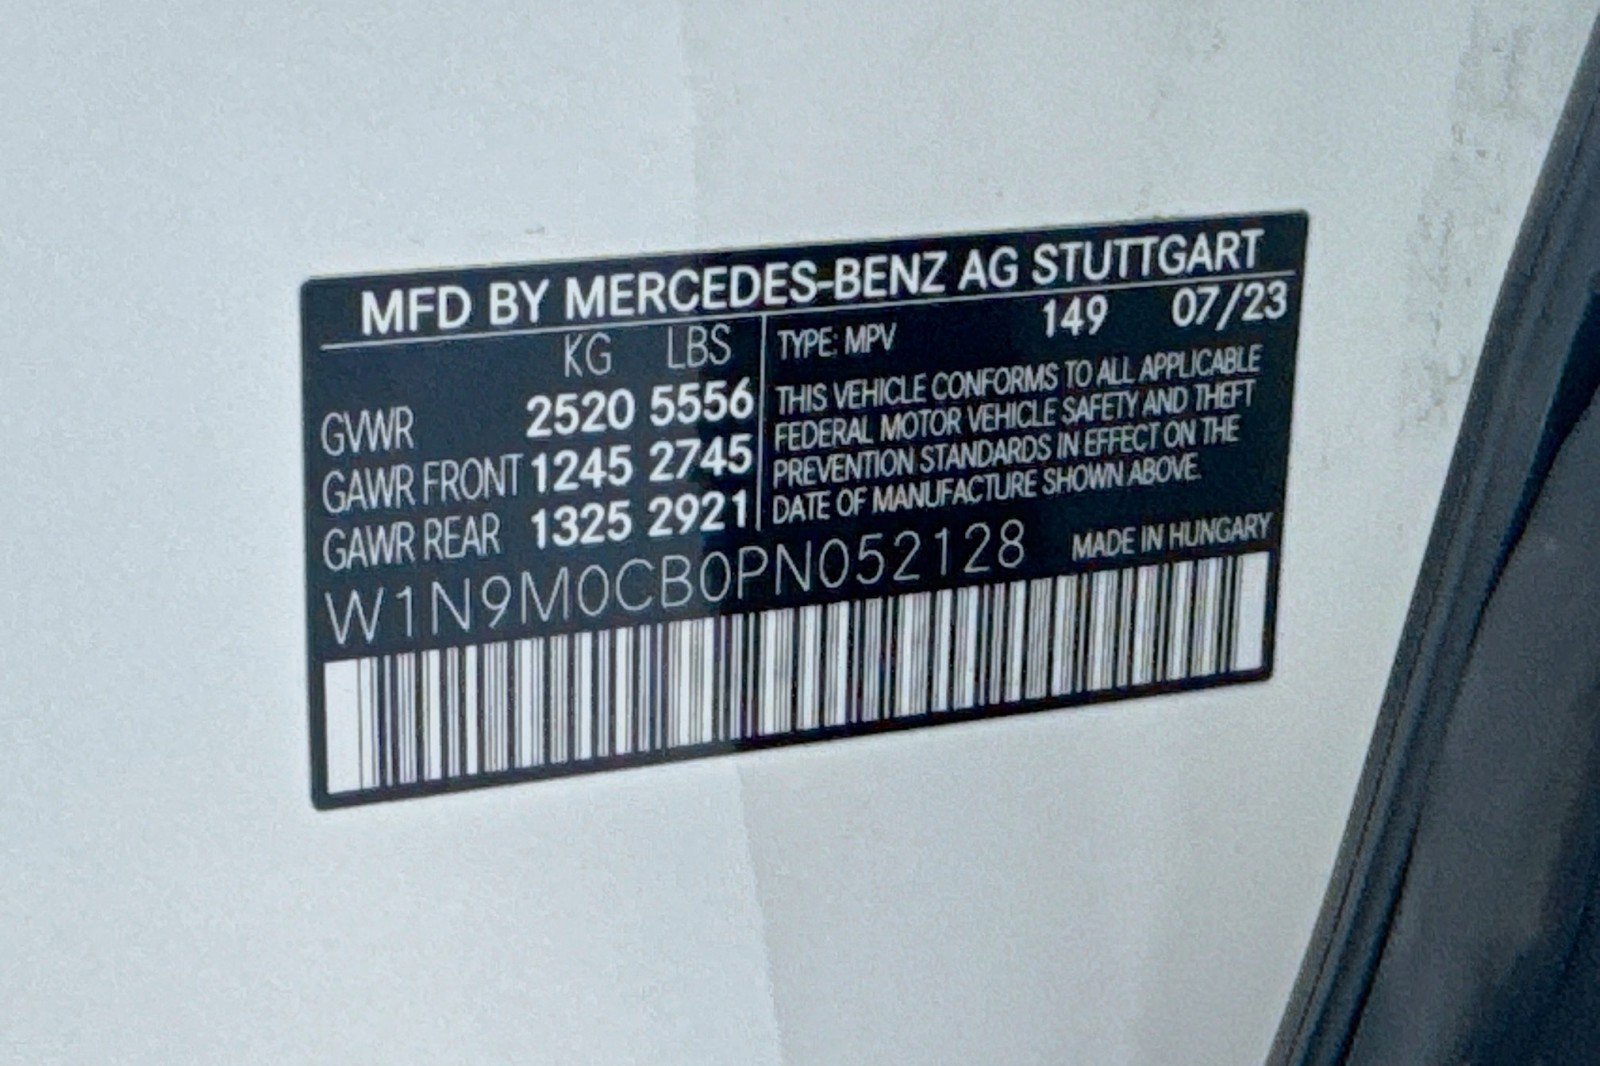 MFD BY MERCEDES-BENZ AG STUTTGART
KG LBS
GVWR 2520 5556
GAWR FRONT 1245 2745
GAWR REAR 1325 2921
TYPE: MPV 149 07/23
THIS VEHICLE CONFORMS TO ALL APPLICABLE
FEDERAL MOTOR VEHICLE SAFETY AND THEFT
PREVENTION STANDARDS IN EFFECT ON THE
DATE OF MANUFACTURE SHOWN ABOVE.
W1N9M0CB0PN052128
MADE IN HUNGARY